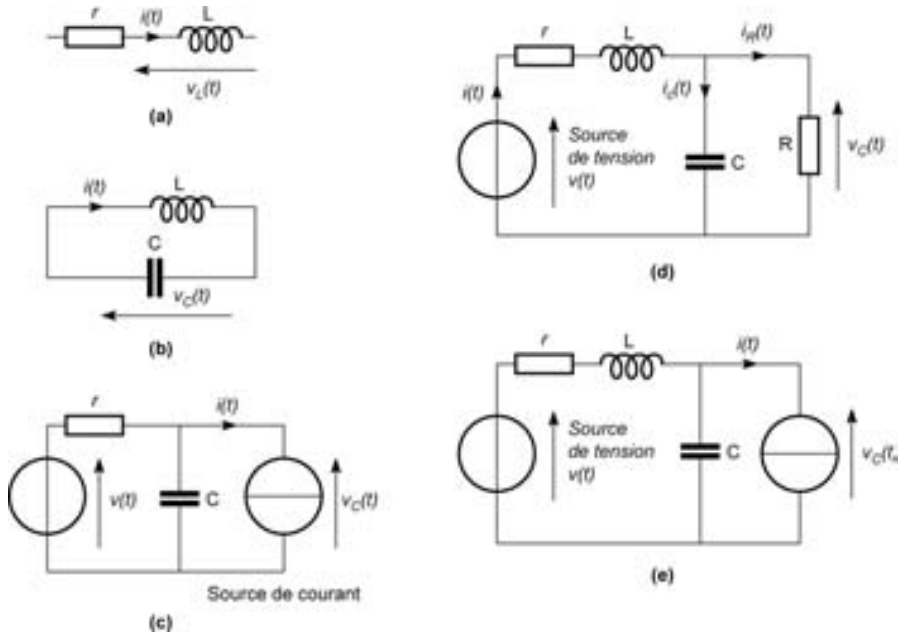 r
i(t)
L
v_L(t)
(a)
i(t)
L
C
v_C(t)
(b)
r
i(t)
v(t)
C
v_C(t)
Source de courant
(c)
r
L
i_R(t)
i(t)
i_c(t)
Source
de tension
v(t)
C
R
v_C(t)
(d)
r
L
i(t)
Source
de tension
v(t)
C
(e)